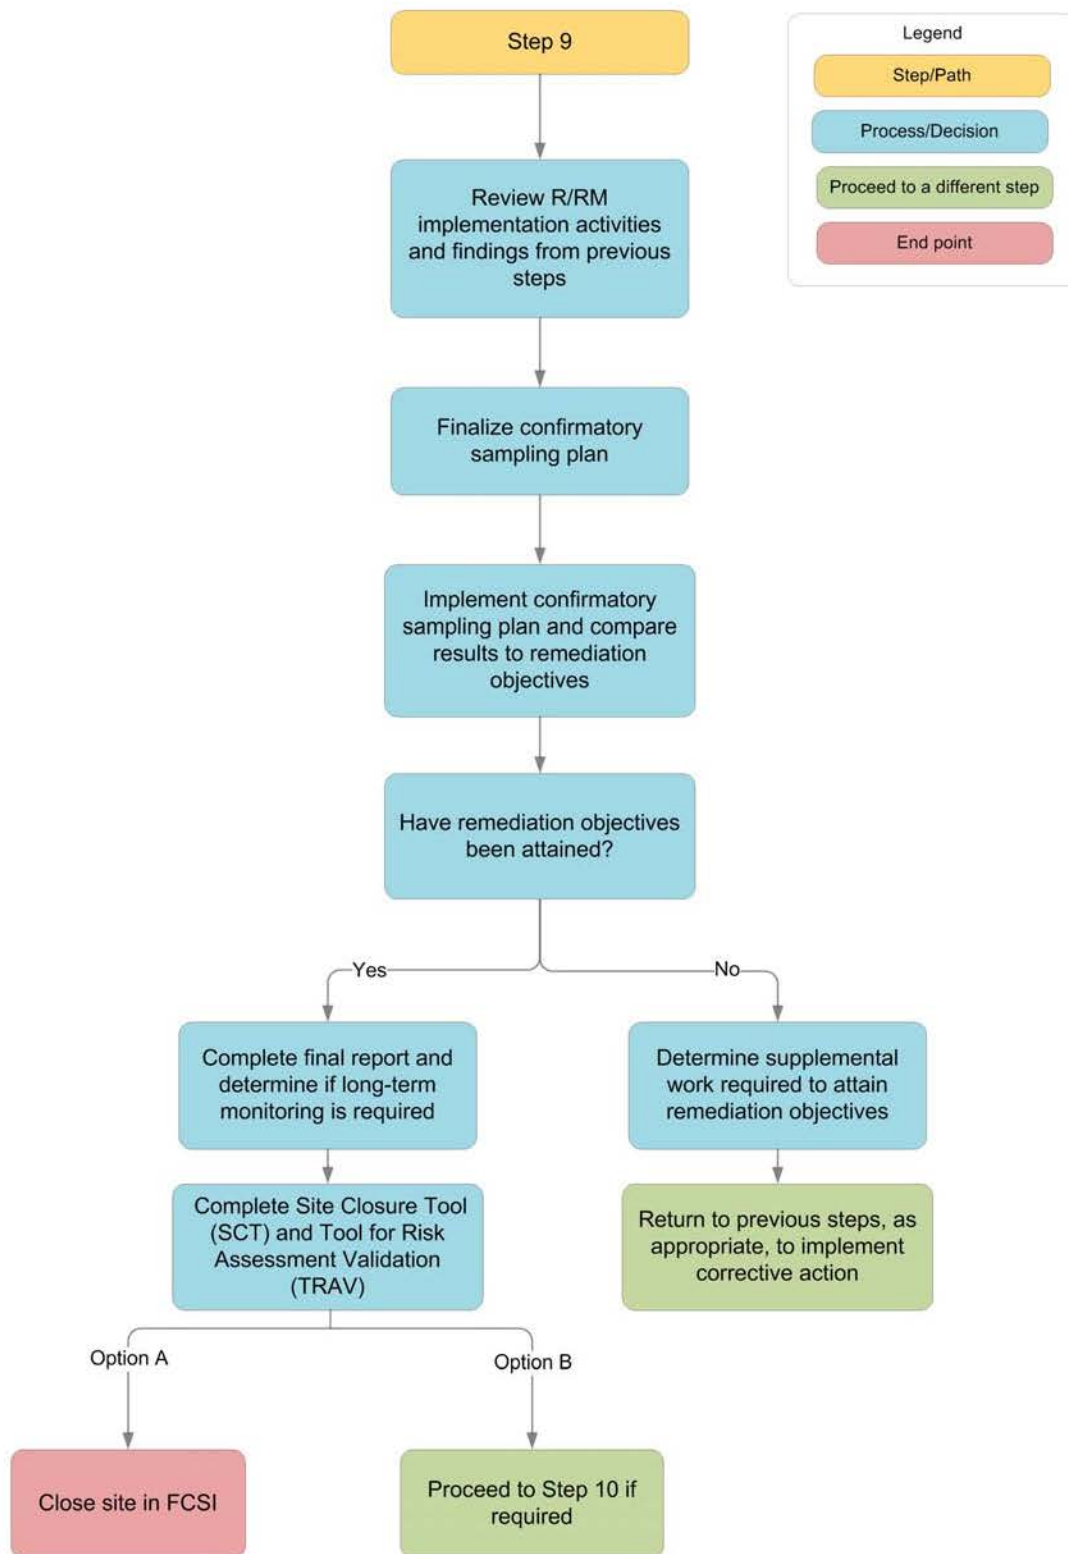 Step 9
Legend
Step/Path
Process/Decision
Proceed to a different step
End point
Review R/RM
implementation activities
and findings from previous
steps
Finalize confirmatory
sampling plan
Implement confirmatory
sampling plan and compare
results to remediation
objectives
Have remediation objectives
been attained?
Yes
No
Complete final report and
determine if long-term
monitoring is required
Determine supplemental
work required to attain
remediation objectives
Complete Site Closure Tool
(SCT) and Tool for Risk
Assessment Validation
(TRAV)
Return to previous steps, as
appropriate, to implement
corrective action
Option A
Option B
Close site in FCSI
Proceed to Step 10 if
required